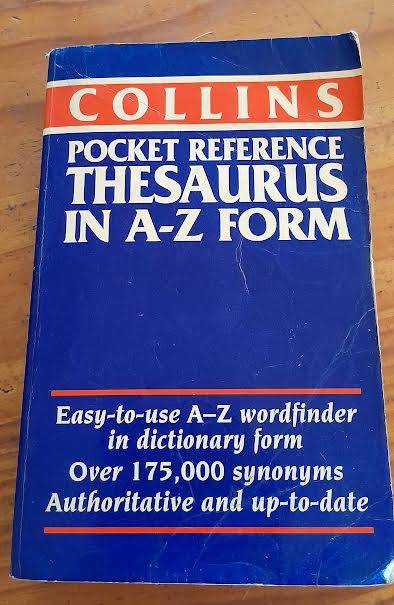 COLLINS
POCKET REFERENCE
THESAURUS
IN A-Z FORM
Easy-to-use A–Z wordfinder
in dictionary form
Over 175,000 synonyms
Authoritative and up-to-date